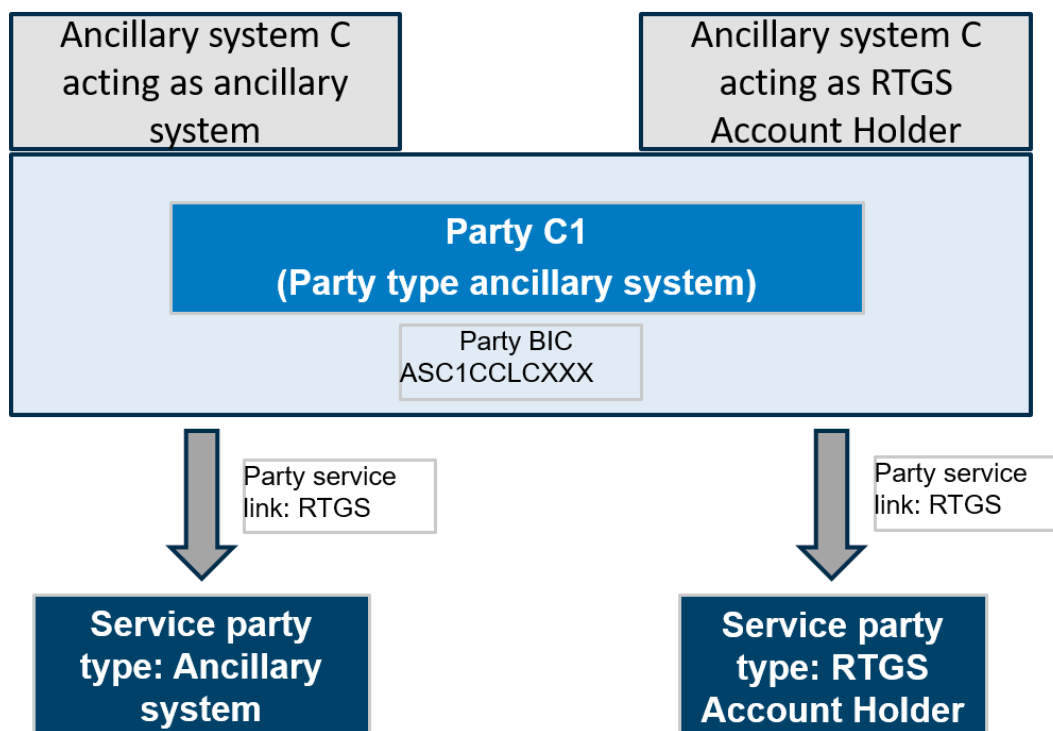 Ancillary system C
acting as ancillary
system
Ancillary system C
acting as RTGS
Account Holder
Party C1
(Party type ancillary system)
Party BIC
ASC1CCLCXXX
Party service
link: RTGS
Party service
link: RTGS
Service party
type: Ancillary
system
Service party
type: RTGS
Account Holder